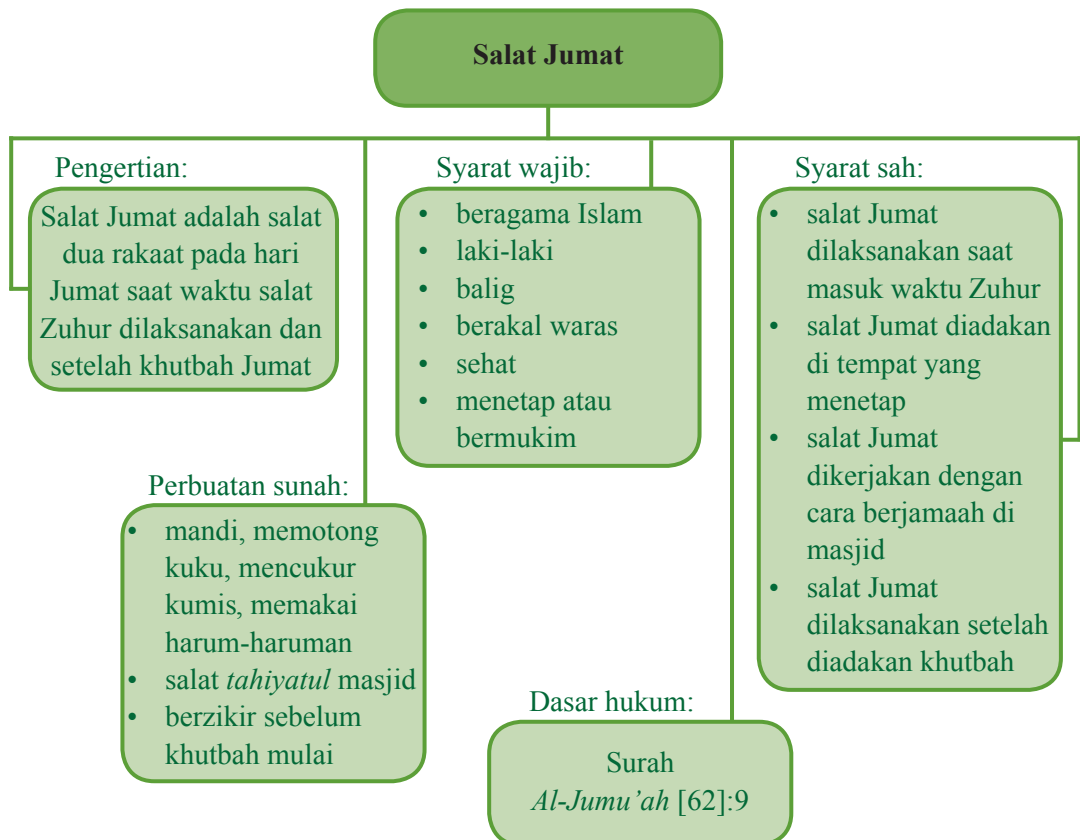 Salat Jumat
Pengertian:
Salat Jumat adalah salat
dua rakaat pada hari
Jumat saat waktu salat
Zuhur dilaksanakan dan
setelah khutbah Jumat
Perbuatan sunah:
• mandi, memotong
kuku, mencukur
kumis, memakai
harum-haruman
• salat tahiyatul masjid
• berzikir sebelum
khutbah mulai
Syarat wajib:
• beragama Islam
• laki-laki
• balig
• berakal waras
• sehat
• menetap atau
bermukim
Dasar hukum:
Surah
Al-Jumu’ah [62]:9
Syarat sah:
• salat Jumat
dilaksanakan saat
masuk waktu Zuhur
• salat Jumat diadakan
di tempat yang
menetap
• salat Jumat
dikerjakan dengan
cara berjamaah di
masjid
• salat Jumat
dilaksanakan setelah
diadakan khutbah